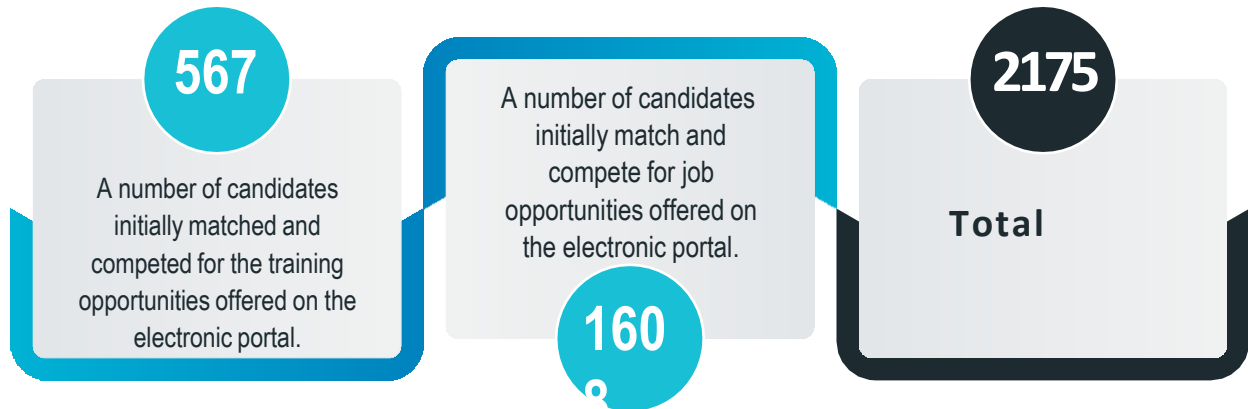 567
A number of candidates
initially matched and
competed for the training
opportunities offered on the
electronic portal.
A number of candidates
initially match and
compete for job
opportunities offered on
the electronic portal.
160
8
2175
Total